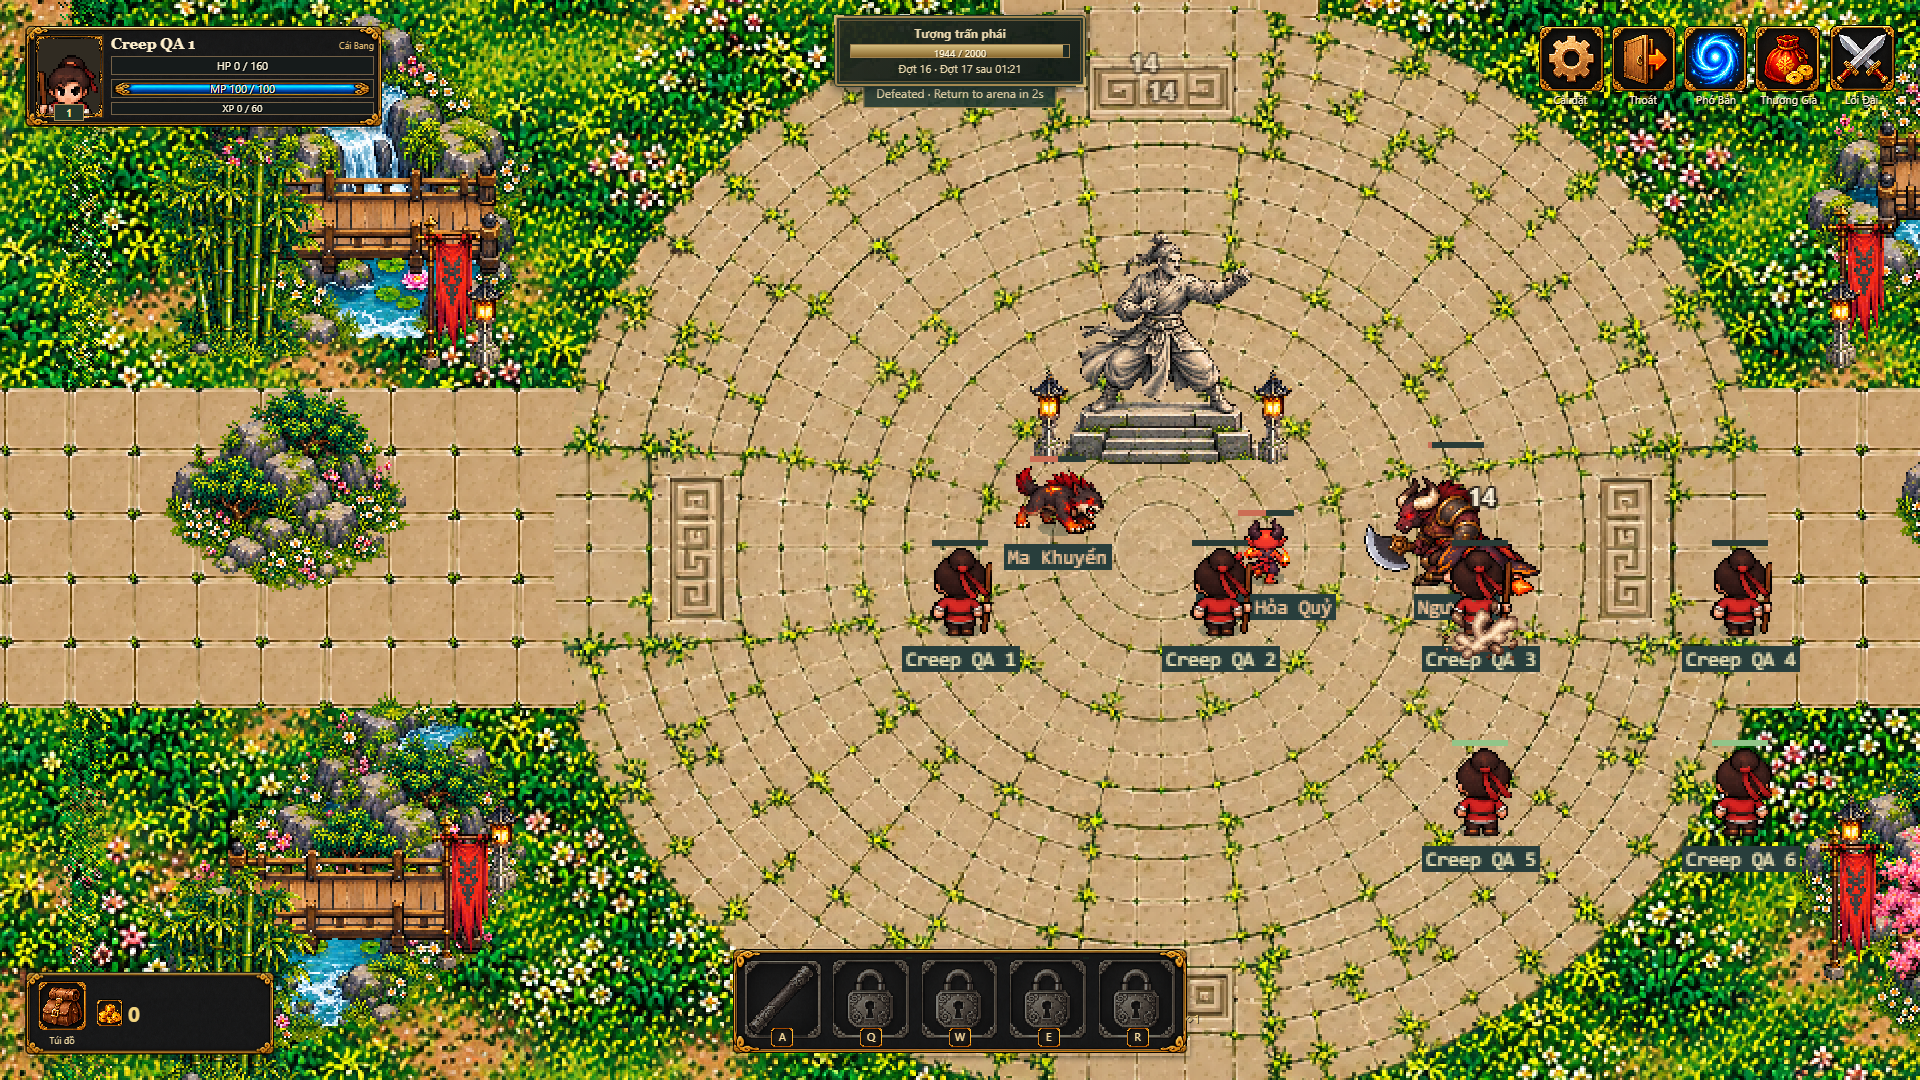 Creep QA 1
Cái Bang
HP 0 / 160
MP 100 / 100
XP 0 / 60
1
Tượng trấn phái
1944 / 2000
Đợt 16 · Đợt 17 sau 01:21
Defeated · Return to arena in 2s
14
14
Cài đặt
Thoát
Phó Bản
Thương Gia
Lôi Đài
14
Ma Khuyển
Hỏa Quỷ
Ngư
Creep QA 1
Creep QA 2
Creep QA 3
Creep QA 4
Creep QA 5
Creep QA 6
0
Túi đồ
A
Q
W
E
R